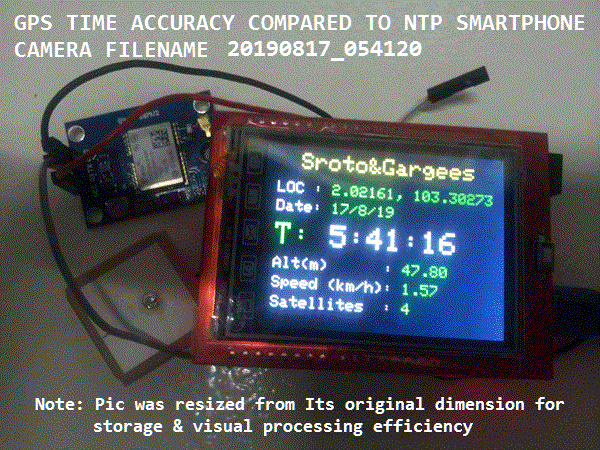 GPS TIME ACCURACY COMPARED TO NTP SMARTPHONE
CAMERA FILENAME 20190817_054120
Sroto&Gargees
LOC : 2.02161, 103.30273
Date: 17/8/19
T: 5:41:16
Alt(m) : 47.80
Speed (km/h): 1.57
Satellites : 4
Note: Pic was resized from Its original dimension for
storage & visual processing efficiency